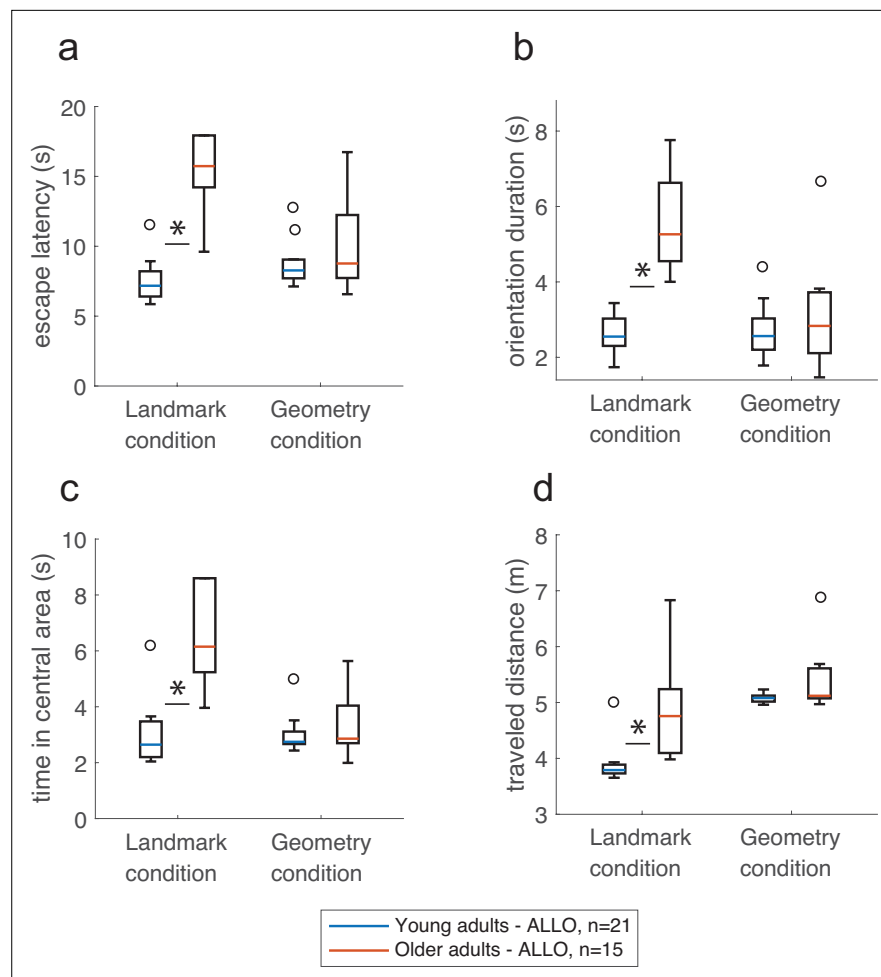 a
escape latency (s)
20
15
10
5
0
*
Landmark
condition
Geometry
condition
b
orientation duration (s)
8
6
4
2
*
Landmark
condition
Geometry
condition
c
time in central area (s)
10
8
6
4
2
0
*
Landmark
condition
Geometry
condition
d
traveled distance (m)
8
7
6
5
4
3
*
Landmark
condition
Geometry
condition
Young adults - ALLO, n=21
Older adults - ALLO, n=15